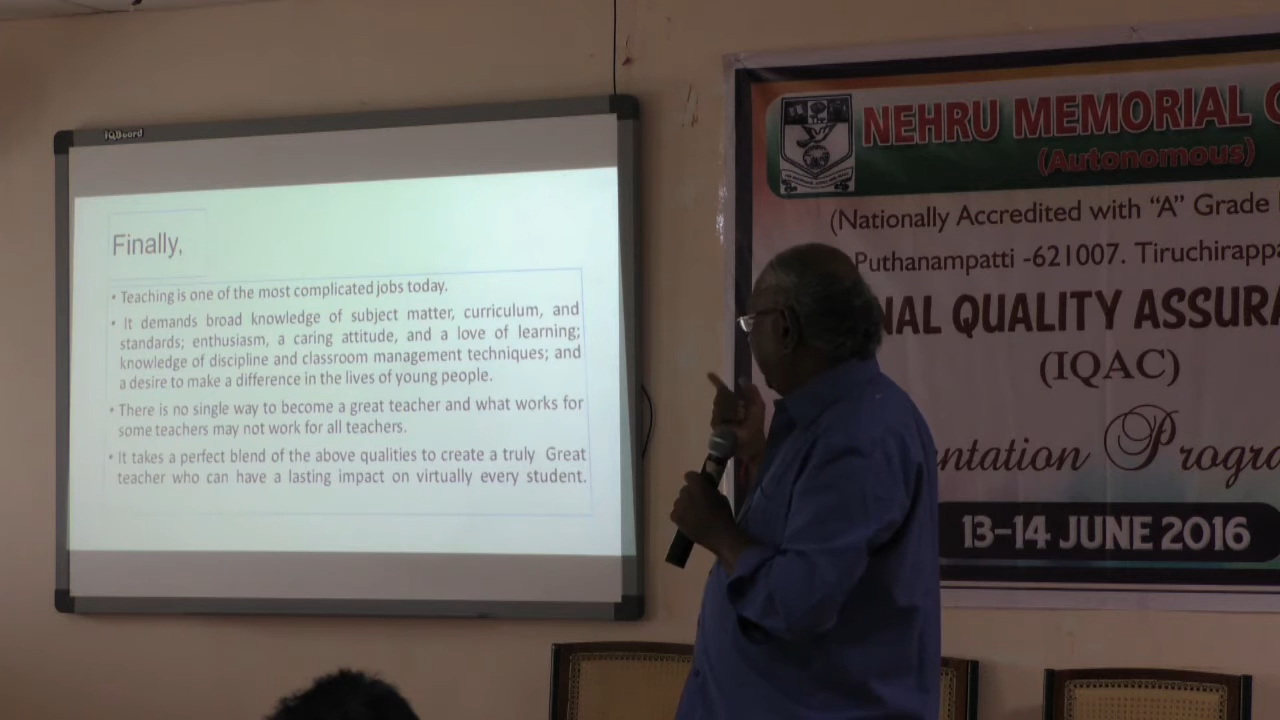 IQBoard
Finally,
• Teaching is one of the most complicated jobs today.
• It demands broad knowledge of subject matter, curriculum, and
standards; enthusiasm, a caring attitude, and a love of learning;
knowledge of discipline and classroom management techniques; and
a desire to make a difference in the lives of young people.
• There is no single way to become a great teacher and what works for
some teachers may not work for all teachers.
• It takes a perfect blend of the above qualities to create a truly Great
teacher who can have a lasting impact on virtually every student.
NEHRU MEMORIAL C
(Autonomous)
(Nationally Accredited with “A” Grade
Puthanampatti -621007. Tiruchirappa
NAL QUALITY ASSURA
(IQAC)
ntation Progra
13-14 JUNE 2016